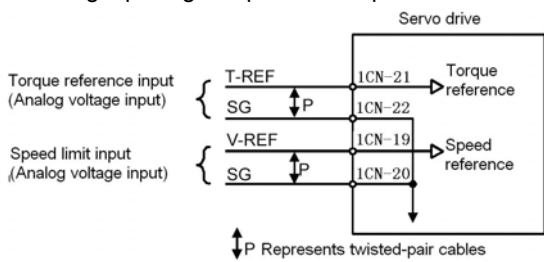 Servo drive
T-REF
1CN-21
Torque
reference
Torque reference input
(Analog voltage input)
P
SG
1CN-22
V-REF
1CN-19
Speed
reference
Speed limit input
(Analog voltage input)
P
SG
1CN-20
P Represents twisted-pair cables